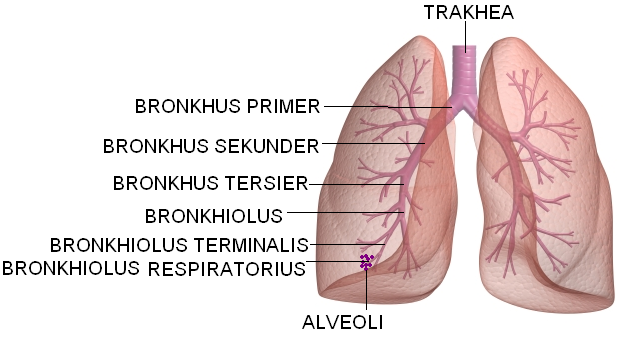 TRAKHEA
BRONKHUS PRIMER
BRONKHUS SEKUNDER
BRONKHUS TERSIER
BRONKHIOLUS
BRONKHIOLUS TERMINALIS
BRONKHIOLUS RESPIRATORIUS
ALVEOLI